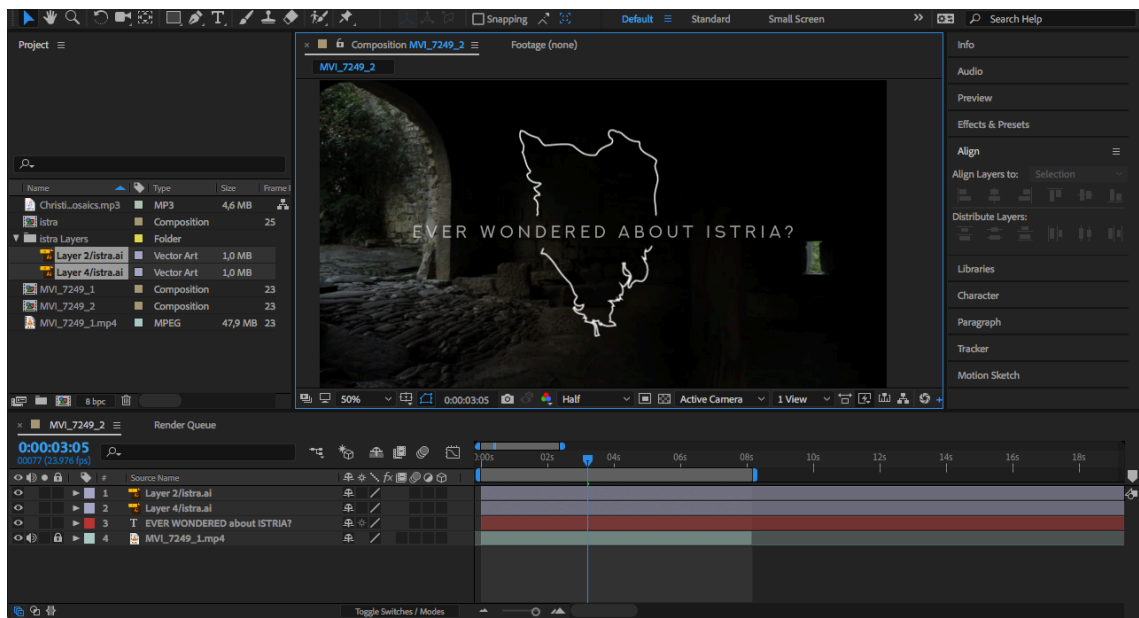 Snapping
Default
Standard
Small Screen
Search Help
Project
Composition MVI_7249_2
Footage (none)
MVI_7249_2
EVER WONDERED ABOUT ISTRIA?
Name Type Size Frame
Christi...osaics.mp3 MP3 4,6 MB
istra Composition 25
istra Layers Folder
Layer 2/istra.ai Vector Art 1,0 MB
Layer 4/istra.ai Vector Art 1,0 MB
MVI_7249_1 Composition 23
MVI_7249_2 Composition 23
MVI_7249_1.mp4 MPEG 47,9 MB 23
8 bpc
50%
0:00:03:05
Half
Active Camera
1 View
Info
Audio
Preview
Effects & Presets
Align
Align Layers to: Selection
Distribute Layers:
Libraries
Character
Paragraph
Tracker
Motion Sketch
MVI_7249_2
Render Queue
0:00:03:05
00077 (23.976 fps)
02s 04s 06s 08s 10s 12s 14s 16s 18s
# Source Name
1 Layer 2/istra.ai
2 Layer 4/istra.ai
3 T EVER WONDERED about ISTRIA?
4 MVI_7249_1.mp4
Toggle Switches / Modes